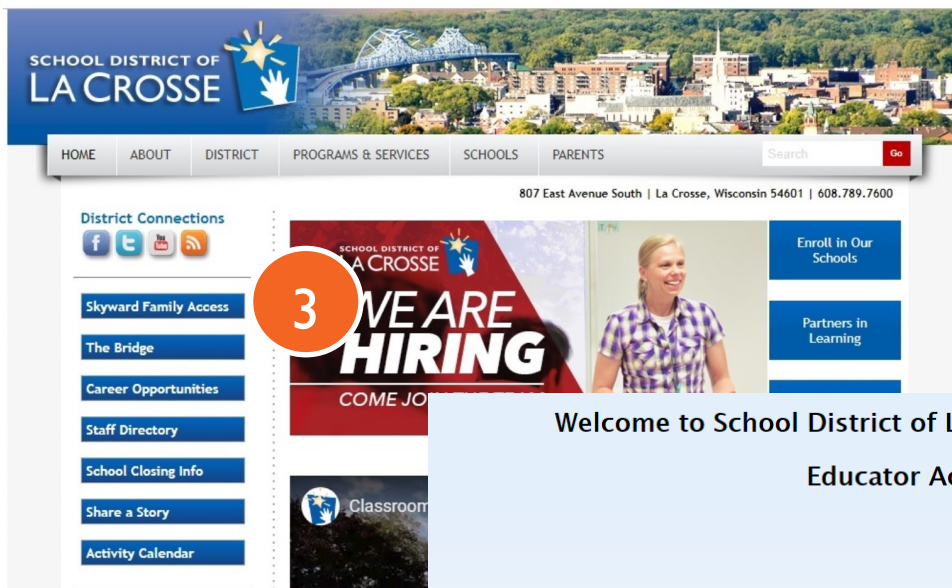 SCHOOL DISTRICT OF
LA CROSSE
HOME ABOUT DISTRICT PROGRAMS & SERVICES SCHOOLS PARENTS Search Go
807 East Avenue South | La Crosse, Wisconsin 54601 | 608.789.7600
District Connections
f t You Tube
Skyward Family Access
The Bridge
Career Opportunities
Staff Directory
School Closing Info
Share a Story
Activity Calendar
3
SCHOOL DISTRICT OF
LA CROSSE
WE ARE
HIRING
COME
Classroom
Enroll in Our
Schools
Partners in
Learning
Welcome to School District of
Educator